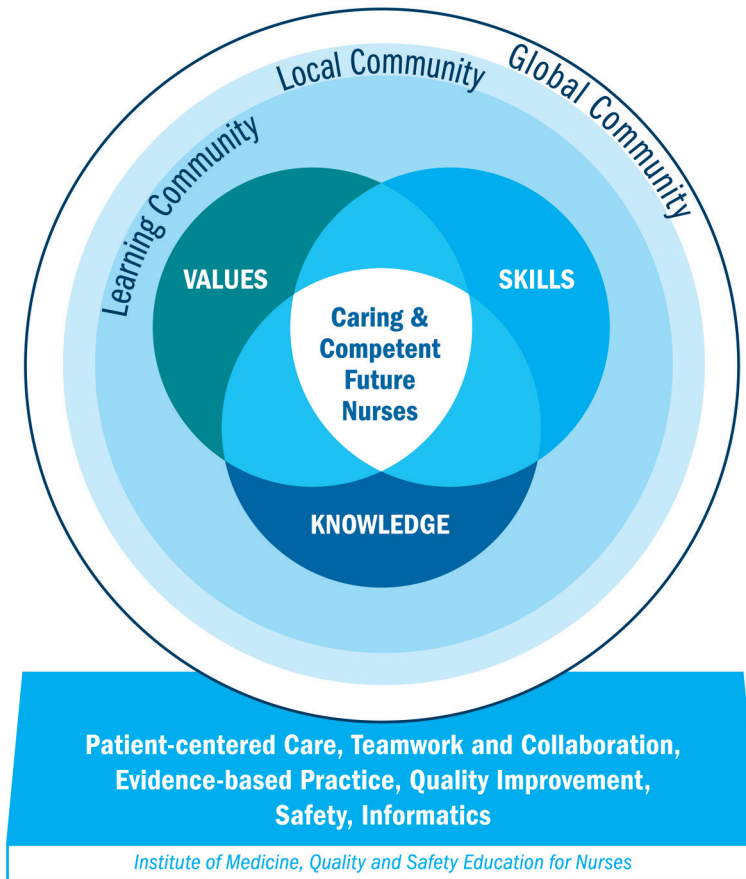 Global Community
Local Community
Learning Community
VALUES
SKILLS
Caring &
Competent
Future
Nurses
KNOWLEDGE
Patient-centered Care, Teamwork and Collaboration,
Evidence-based Practice, Quality Improvement,
Safety, Informatics
Institute of Medicine, Quality and Safety Education for Nurses